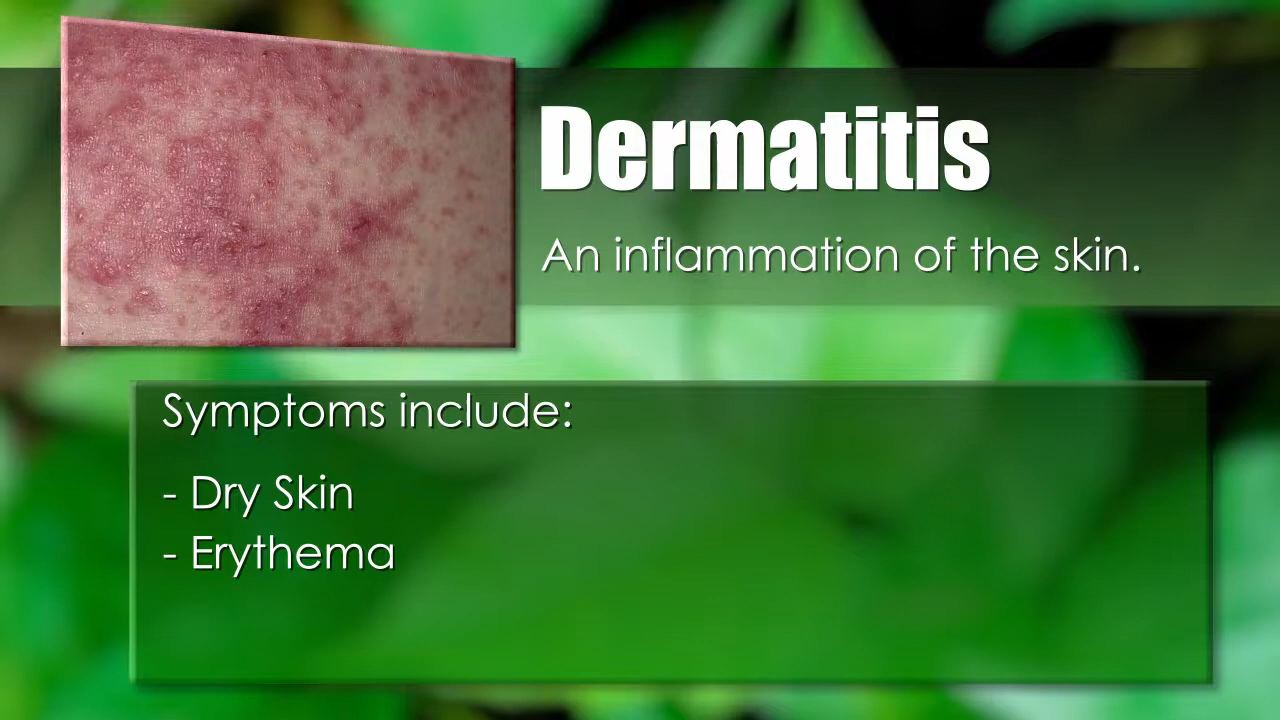 Dermatitis
An inflammation of the skin.
Symptoms include:
- Dry Skin
- Erythema